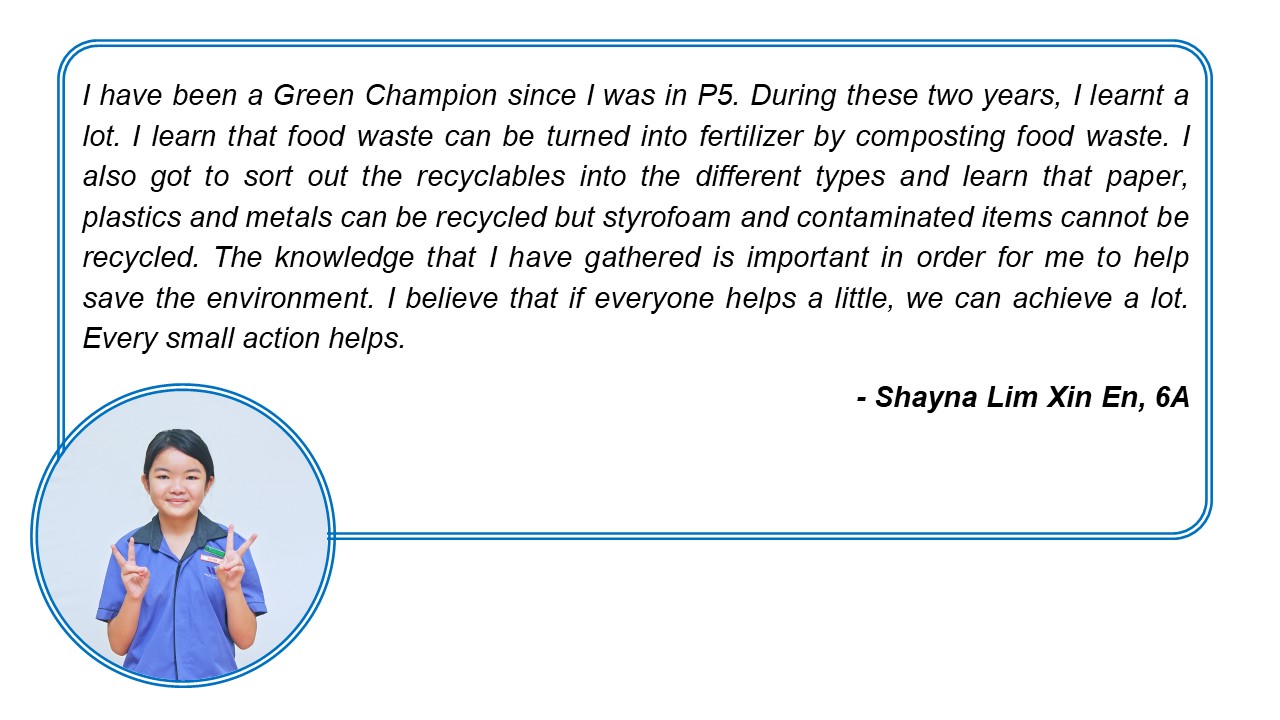 I have been a Green Champion since I was in P5. During these two years, I learnt a
lot. I learn that food waste can be turned into fertilizer by composting food waste. I
also got to sort out the recyclables into the different types and learn that paper,
plastics and metals can be recycled but styrofoam and contaminated items cannot be
recycled. The knowledge that I have gathered is important in order for me to help
save the environment. I believe that if everyone helps a little, we can achieve a lot.
Every small action helps.
- Shayna Lim Xin En, 6A